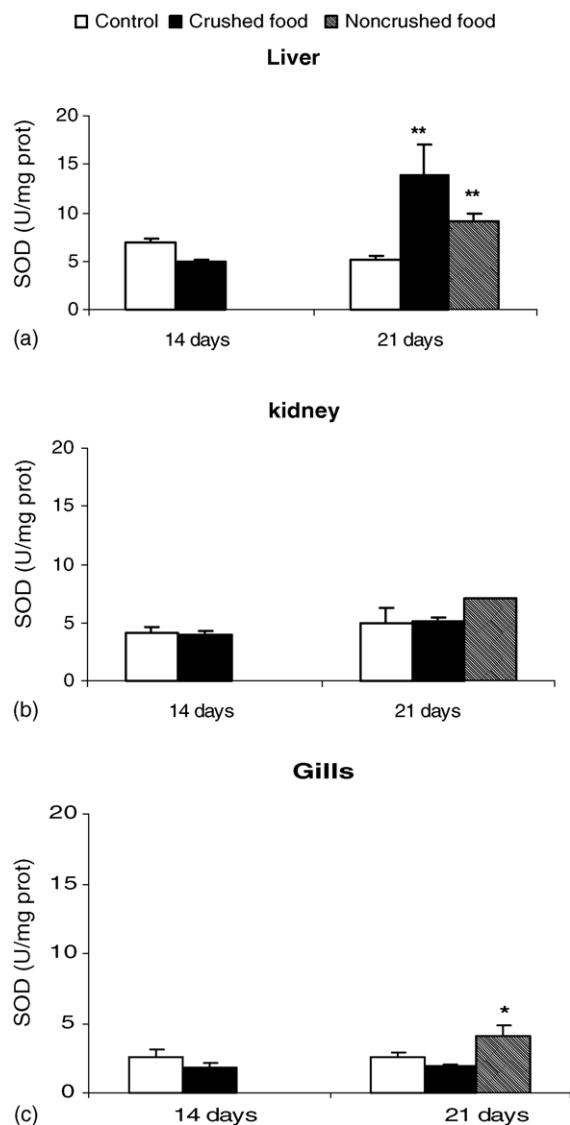 Control Crushed food Noncrushed food
Liver
20
15
10
5
0
SOD (U/mg prot)
**
**
(a)
14 days 21 days
kidney
20
15
10
5
0
SOD (U/mg prot)
(b)
14 days 21 days
Gills
20
15
10
5
0
SOD (U/mg prot)
*
(c)
14 days 21 days